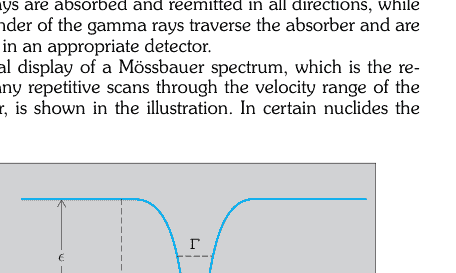 are absorbed and reemitted in all directions, while
nder of the gamma rays traverse the absorber and are
in an appropriate detector.
al display of a Mössbauer spectrum, which is the re-
any repetitive scans through the velocity range of the
r, is shown in the illustration. In certain nuclides the
Γ
ϵ